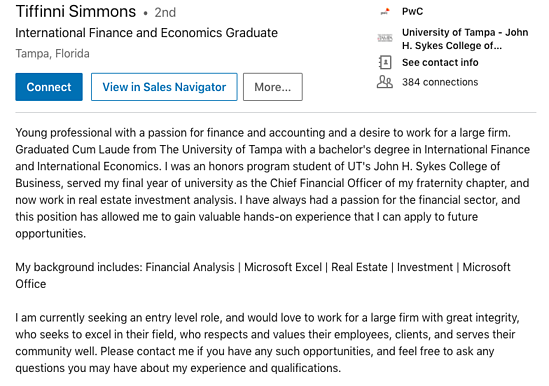 Tiffinni Simmons • 2nd
International Finance and Economics Graduate
Tampa, Florida
Connect
View in Sales Navigator
More...
PwC
University of Tampa - John
H. Sykes College of...
See contact info
384 connections
Young professional with a passion for finance and accounting and a desire to work for a large firm.
Graduated Cum Laude from The University of Tampa with a bachelor's degree in International Finance
and International Economics. I was an honors program student of UT's John H. Sykes College of
Business, served my final year of university as the Chief Financial Officer of my fraternity chapter, and
now work in real estate investment analysis. I have always had a passion for the financial sector, and
this position has allowed me to gain valuable hands-on experience that I can apply to future
opportunities.
My background includes: Financial Analysis | Microsoft Excel | Real Estate | Investment | Microsoft
Office
I am currently seeking an entry level role, and would love to work for a large firm with great integrity,
who seeks to excel in their field, who respects and values their employees, clients, and serves their
community well. Please contact me if you have any such opportunities, and feel free to ask any
questions you may have about my experience and qualifications.